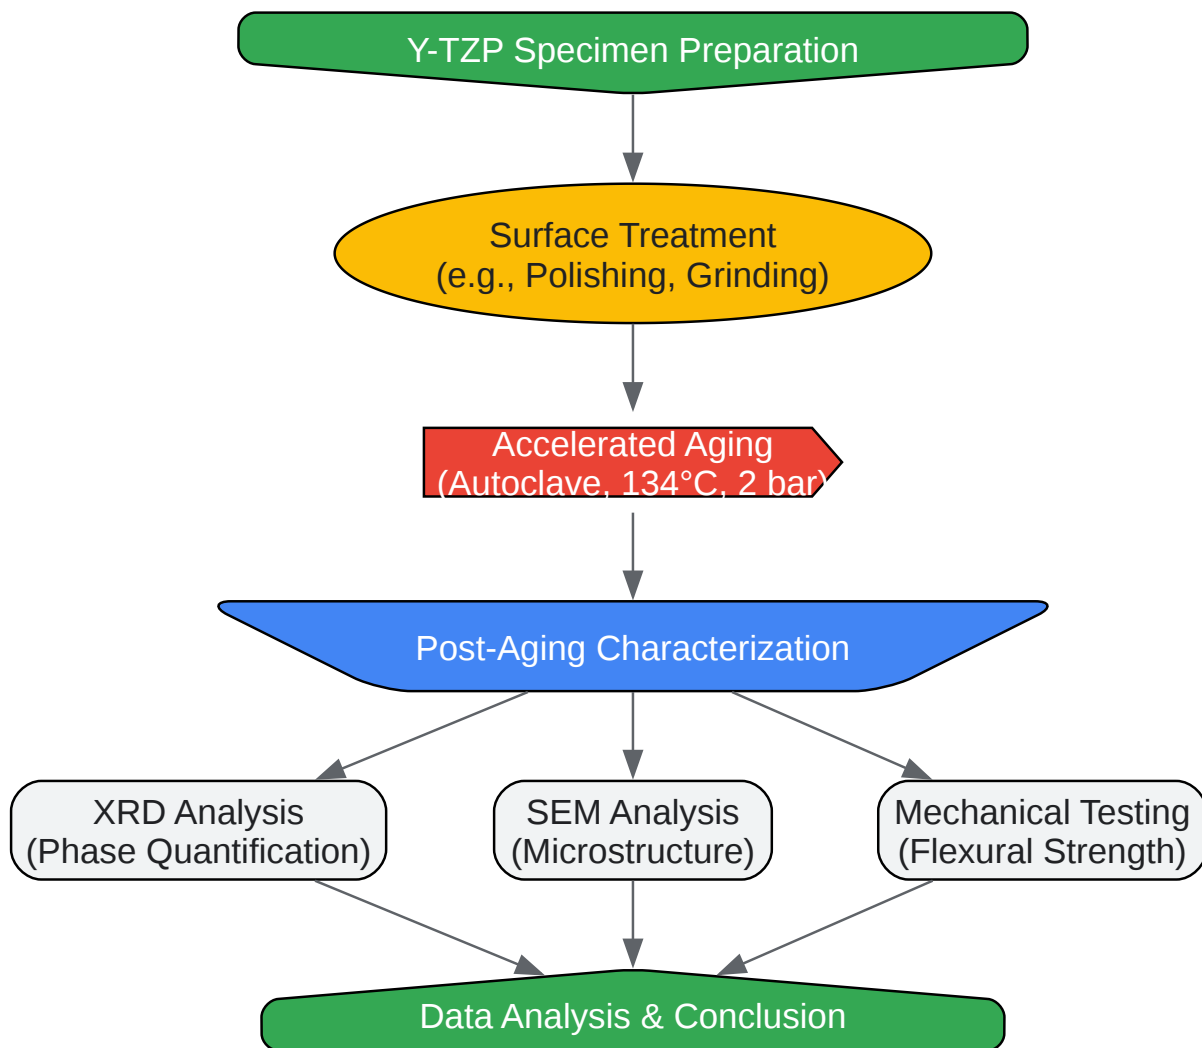 Y-TZP Specimen Preparation
Surface Treatment
(e.g., Polishing, Grinding)
Accelerated Aging
(Autoclave, 134°C, 2 bar)
Post-Aging Characterization
XRD Analysis
(Phase Quantification)
SEM Analysis
(Microstructure)
Mechanical Testing
(Flexural Strength)
Data Analysis & Conclusion